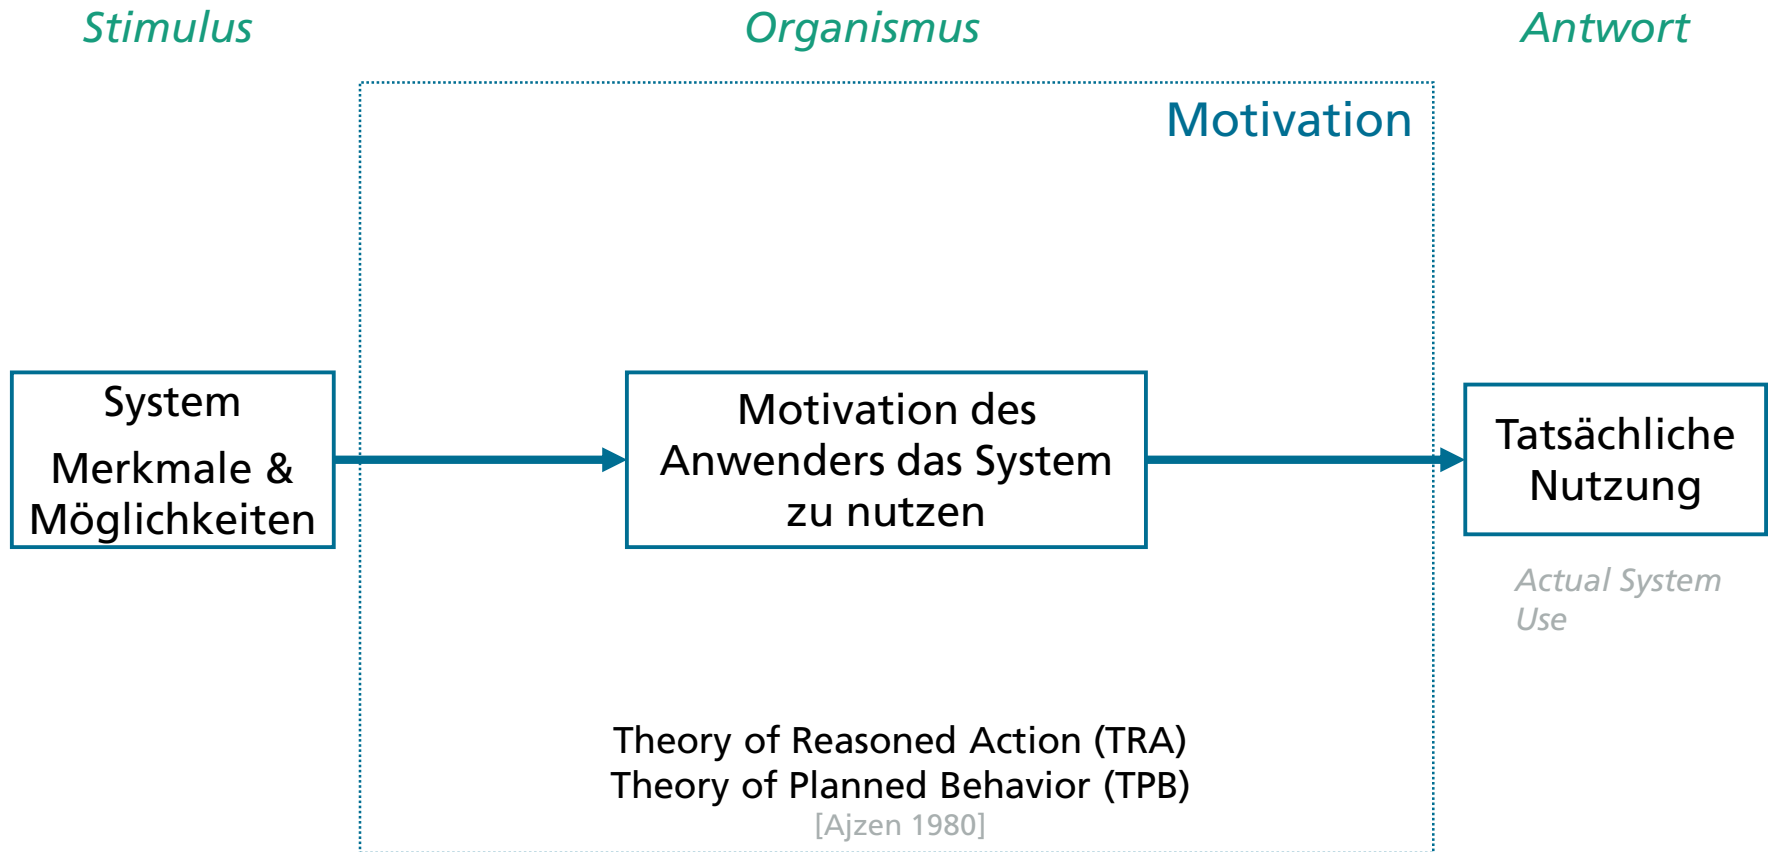 Stimulus
Organismus
Antwort
Motivation
System
Merkmale &
Möglichkeiten
Motivation des
Anwenders das System
zu nutzen
Tatsächliche
Nutzung
Actual System
Use
Theory of Reasoned Action (TRA)
Theory of Planned Behavior (TPB)
[Ajzen 1980]